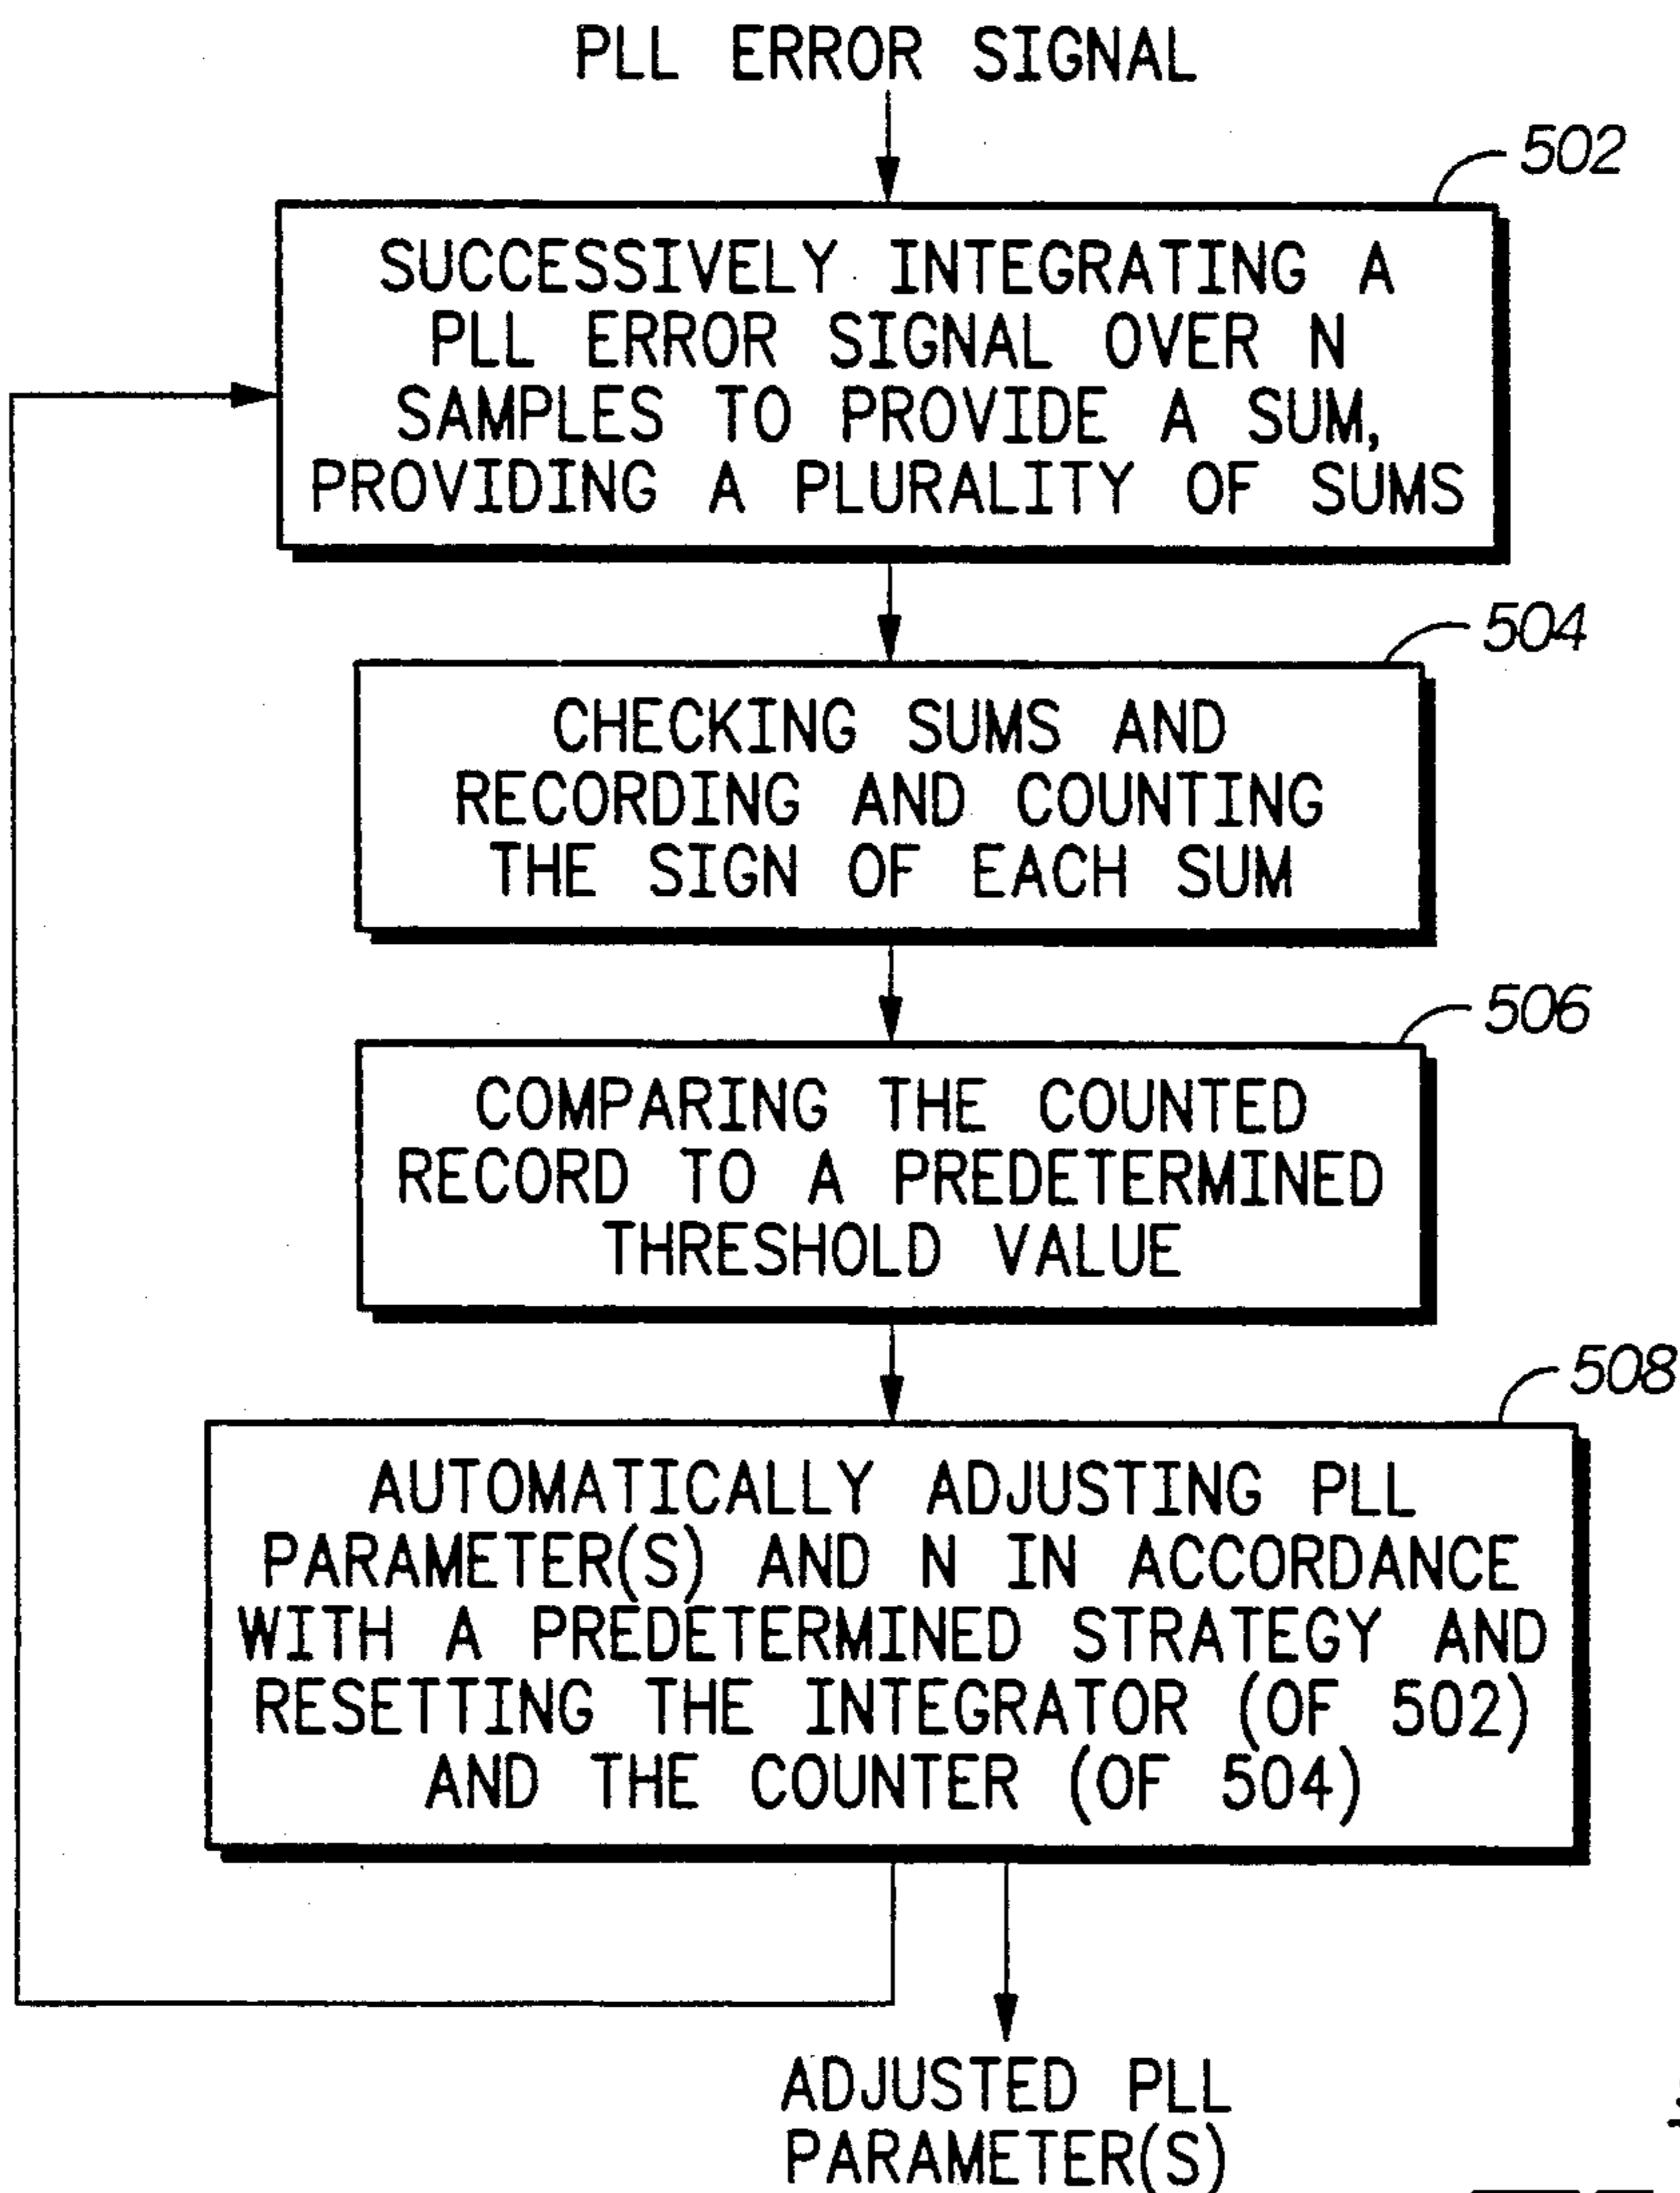 PLL ERROR SIGNAL
502
SUCCESSIVELY INTEGRATING A
PLL ERROR SIGNAL OVER N
SAMPLES TO PROVIDE A SUM,
PROVIDING A PLURALITY OF SUMS
504
CHECKING SUMS AND
RECORDING AND COUNTING
THE SIGN OF EACH SUM
506
COMPARING THE COUNTED
RECORD TO A PREDETERMINED
THRESHOLD VALUE
508
AUTOMATICALLY ADJUSTING PLL
PARAMETER(S) AND N IN ACCORDANCE
WITH A PREDETERMINED STRATEGY AND
RESETTING THE INTEGRATOR (OF 502)
AND THE COUNTER (OF 504)
ADJUSTED PLL
PARAMETER(S)